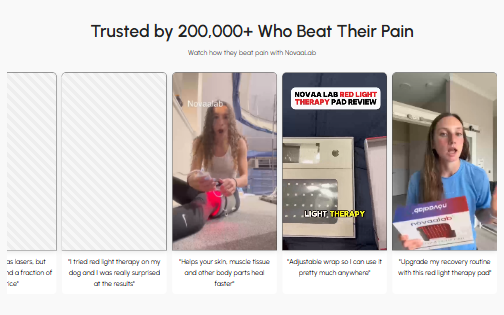 Trusted by 200,000+ Who Beat Their Pain
Watch how they beat pain with NovaaLab
Novaalab
NOVAA LAB RED LIGHT
THERAPY PAD REVIEW
LIGHT THERAPY
novaalab
as lasers, but
nd a fraction of
rice"
"I tried red light therapy on my
dog and I was really surprised
at the results"
"Helps your skin, muscle tissue
and other body parts heal
faster"
"Adjustable wrap so I can use it
pretty much anywhere"
"Upgrade my recovery routine
with this red light therapy pad"